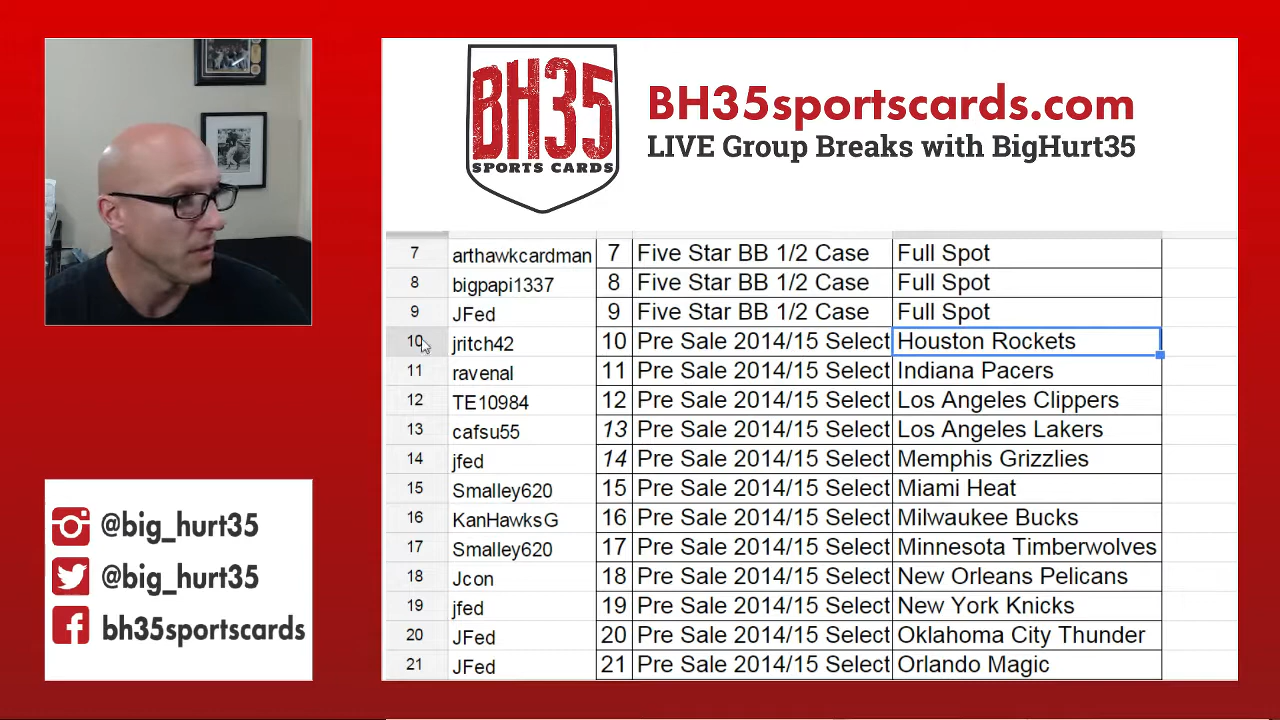 BH35
SPORTS CARDS
BH35sportscards.com
LIVE Group Breaks with BigHurt35
7 arthawkcardman 7 Five Star BB 1/2 Case Full Spot
8 bigpapi1337 8 Five Star BB 1/2 Case Full Spot
9 JFed 9 Five Star BB 1/2 Case Full Spot
10 jritch42 10 Pre Sale 2014/15 Select Houston Rockets
11 ravenal 11 Pre Sale 2014/15 Select Indiana Pacers
12 TE10984 12 Pre Sale 2014/15 Select Los Angeles Clippers
13 cafsu55 13 Pre Sale 2014/15 Select Los Angeles Lakers
14 jfed 14 Pre Sale 2014/15 Select Memphis Grizzlies
15 Smalley620 15 Pre Sale 2014/15 Select Miami Heat
16 KanHawksG 16 Pre Sale 2014/15 Select Milwaukee Bucks
17 Smalley620 17 Pre Sale 2014/15 Select Minnesota Timberwolves
18 Jcon 18 Pre Sale 2014/15 Select New Orleans Pelicans
19 jfed 19 Pre Sale 2014/15 Select New York Knicks
20 JFed 20 Pre Sale 2014/15 Select Oklahoma City Thunder
21 JFed 21 Pre Sale 2014/15 Select Orlando Magic
@big_hurt35
@big_hurt35
bh35sportscards